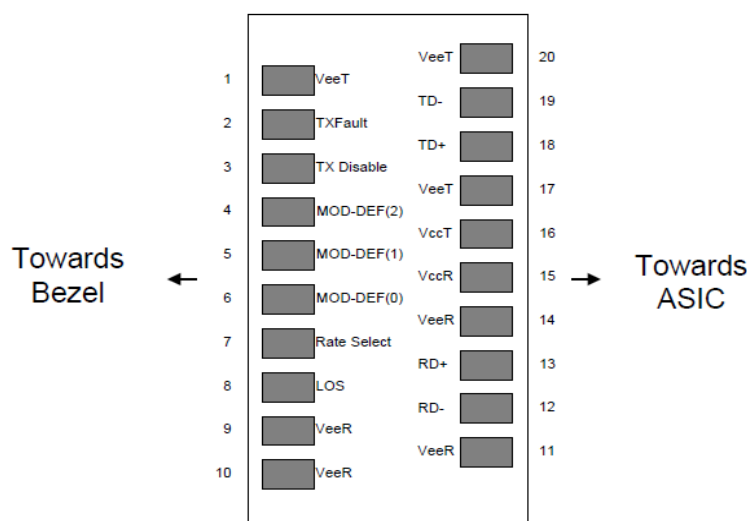 VeeT 20
1 VeeT
TD- 19
2 TXFault
TD+ 18
3 TX Disable
VeeT 17
4 MOD-DEF(2)
VccT 16
5 MOD-DEF(1)
VccR 15
Towards
Bezel
Towards
ASIC
6 MOD-DEF(0)
VeeR 14
7 Rate Select
RD+ 13
8 LOS
RD- 12
9 VeeR
VeeR 11
10 VeeR